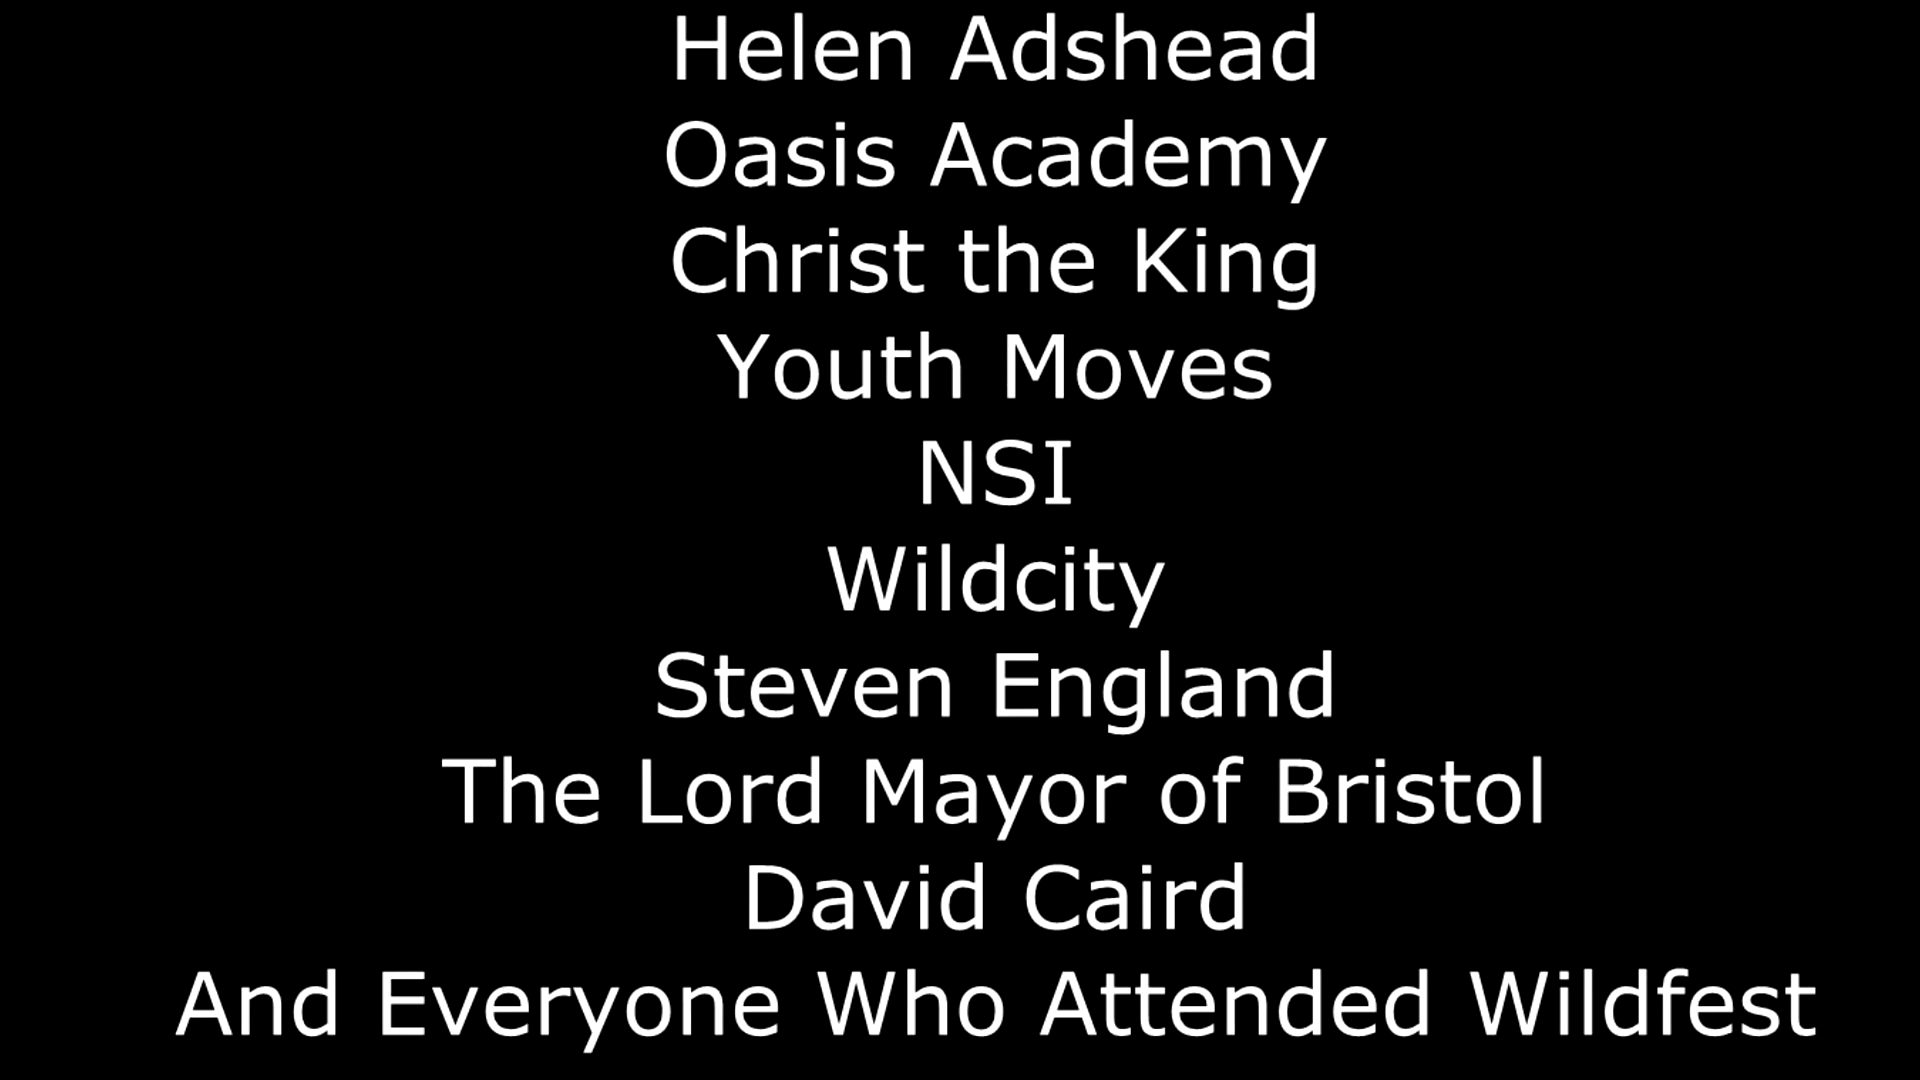 Helen Adshead
Oasis Academy
Christ the King
Youth Moves
NSI
Wildcity
Steven England
The Lord Mayor of Bristol
David Caird
And Everyone Who Attended Wildfest